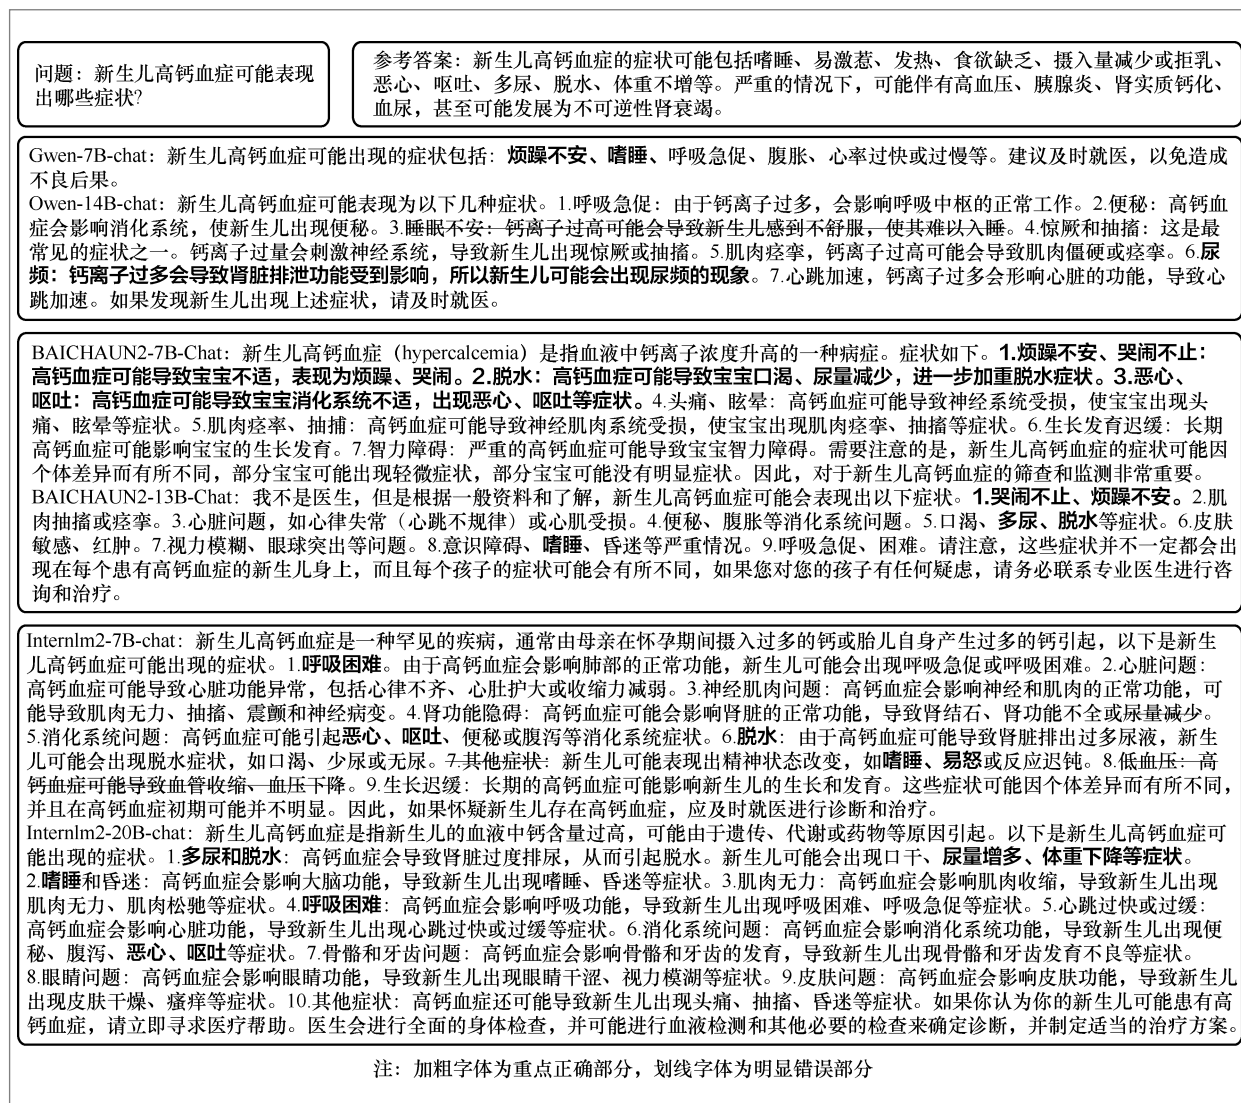 问题：新生儿高钙血症可能表现
出哪些症状?
参考答案：新生儿高钙血症的症状可能包括嗜睡、易激惹、发热、食欲缺乏、摄入量减少或拒乳、
恶心、呕吐、多尿、脱水、体重不增等。严重的情况下，可能伴有高血压、胰腺炎、肾实质钙化、
血尿，甚至可能发展为不可逆性肾衰竭。
Gwen-7B-chat：新生儿高钙血症可能出现的症状包括：烦躁不安、嗜睡、呼吸急促、腹胀、心率过快或过慢等。建议及时就医，以免造成
不良后果。
Owen-14B-chat：新生儿高钙血症可能表现为以下几种症状。1.呼吸急促：由于钙离子过多，会影响呼吸中枢的正常工作。2.便秘：高钙血
症会影响消化系统，使新生儿出现便秘。3.睡眠不安：钙离子过高可能会导致新生儿感到不舒服，使其难以入睡。4.惊厥和抽搐：这是最
常见的症状之一。钙离子过量会刺激神经系统，导致新生儿出现惊厥或抽搐。5.肌肉痉挛，钙离子过高可能会导致肌肉僵硬或痉挛。6.尿
频：钙离子过多会导致肾脏排泄功能受到影响，所以新生儿可能会出现尿频的现象。7.心跳加速，钙离子过多会形响心脏的功能，导致心
跳加速。如果发现新生儿出现上述症状，请及时就医。
BAICHAUN2-7B-Chat：新生儿高钙血症（hypercalcemia）是指血液中钙离子浓度升高的一种病症。症状如下。1.烦躁不安、哭闹不止：
高钙血症可能导致宝宝不适，表现为烦躁、哭闹。2.脱水：高钙血症可能导致宝宝口渴、尿量减少，进一步加重脱水症状。3.恶心、
呕吐：高钙血症可能导致宝宝消化系统不适，出现恶心、呕吐等症状。4.头痛、眩晕：高钙血症可能导致神经系统受损，使宝宝出现头
痛、眩晕等症状。5.肌肉痉率、抽捕：高钙血症可能导致神经肌肉系统受损，使宝宝出现肌肉痉挛、抽搐等症状。6.生长发育迟缓：长期
高钙血症可能影响宝宝的生长发育。7.智力障碍：严重的高钙血症可能导致宝宝智力障碍。需要注意的是，新生儿高钙血症的症状可能因
个体差异而有所不同，部分宝宝可能出现轻微症状，部分宝宝可能没有明显症状。因此，对于新生儿高钙血症的筛查和监测非常重要。
BAICHAUN2-13B-Chat：我不是医生，但是根据一般资料和了解，新生儿高钙血症可能会表现出以下症状。1.哭闹不止、烦躁不安。2.肌
肉抽搐或痉挛。3.心脏问题，如心律失常（心跳不规律）或心肌受损。4.便秘、腹胀等消化系统问题。5.口渴、多尿、脱水等症状。6.皮肤
敏感、红肿。7.视力模糊、眼球突出等问题。8.意识障碍、嗜睡、昏迷等严重情况。9.呼吸急促、困难。请注意，这些症状并不一定都会出
现在每个患有高钙血症的新生儿身上，而且每个孩子的症状可能会有所不同，如果您对您的孩子有任何疑虑，请务必联系专业医生进行咨
询和治疗。
Internlm2-7B-chat：新生儿高钙血症是一种罕见的疾病，通常由母亲在怀孕期间摄入过多的钙或胎儿自身产生过多的钙引起，以下是新生
儿高钙血症可能出现的症状。1.呼吸困难。由于高钙血症会影响肺部的正常功能，新生儿可能会出现呼吸急促或呼吸困难。2.心脏问题：
高钙血症可能导致心脏功能异常，包括心律不齐、心肚护大或收缩力减弱。3.神经肌肉问题：高钙血症会影响神经和肌肉的正常功能，可
能导致肌肉无力、抽搐、震颤和神经病变。4.肾功能隐碍：高钙血症可能会影响肾脏的正常功能，导致肾结石、肾功能不全或尿量减少。
5.消化系统问题：高钙血症可能引起恶心、呕吐、便秘或腹泻等消化系统症状。6.脱水：由于高钙血症可能导致肾脏排出过多尿液，新生
儿可能会出现脱水症状，如口渴、少尿或无尿。7.其他症状：新生儿可能表现出精神状态改变，如嗜睡、易怒或反应迟钝。8.低血压：高
钙血症可能导致血管收缩、血压下降。9.生长迟缓：长期的高钙血症可能影响新生儿的生长和发育。这些症状可能因个体差异而有所不同，
并且在高钙血症初期可能并不明显。因此，如果怀疑新生儿存在高钙血症，应及时就医进行诊断和治疗。
Internlm2-20B-chat：新生儿高钙血症是指新生儿的血液中钙含量过高，可能由于遗传、代谢或药物等原因引起。以下是新生儿高钙血症可
能出现的症状。1.多尿和脱水：高钙血症会导致肾脏过度排尿，从而引起脱水。新生儿可能会出现口干、尿量增多、体重下降等症状。
2.嗜睡和昏迷：高钙血症会影响大脑功能，导致新生儿出现嗜睡、昏迷等症状。3.肌肉无力：高钙血症会影响肌肉收缩，导致新生儿出现
肌肉无力、肌肉松驰等症状。4.呼吸困难：高钙血症会影响呼吸功能，导致新生儿出现呼吸困难、呼吸急促等症状。5.心跳过快或过缓：
高钙血症会影响心脏功能，导致新生儿出现心跳过快或过缓等症状。6.消化系统问题：高钙血症会影响消化系统功能，导致新生儿出现便
秘、腹泻、恶心、呕吐等症状。7.骨骼和牙齿问题：高钙血症会影响骨骼和牙齿的发育，导致新生儿出现骨骼和牙齿发育不良等症状。
8.眼睛问题：高钙血症会影响眼睛功能，导致新生儿出现眼睛干涩、视力模湖等症状。9.皮肤问题：高钙血症会影响皮肤功能，导致新生儿
出现皮肤干燥、瘙痒等症状。10.其他症状：高钙血症还可能导致新生儿出现头痛、抽搐、昏迷等症状。如果你认为你的新生儿可能患有高
钙血症，请立即寻求医疗帮助。医生会进行全面的身体检查，并可能进行血液检测和其他必要的检查来确定诊断，并制定适当的治疗方案。
注：加粗字体为重点正确部分，划线字体为明显错误部分